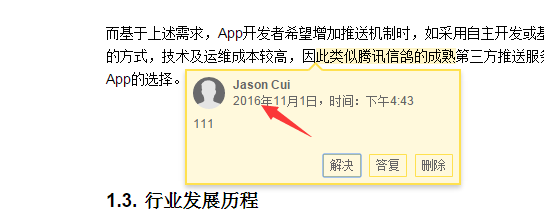 而基于上述需求，App开发者希望增加推送机制时，如采用自主开发或基
的方式，技术及运维成本较高，因此类似腾讯信鸽的成熟第三方推送服
App的选择。
Jason Cui
2016年11月1日，时间：下午4:43
111
解决 答复 删除
1.3. 行业发展历程